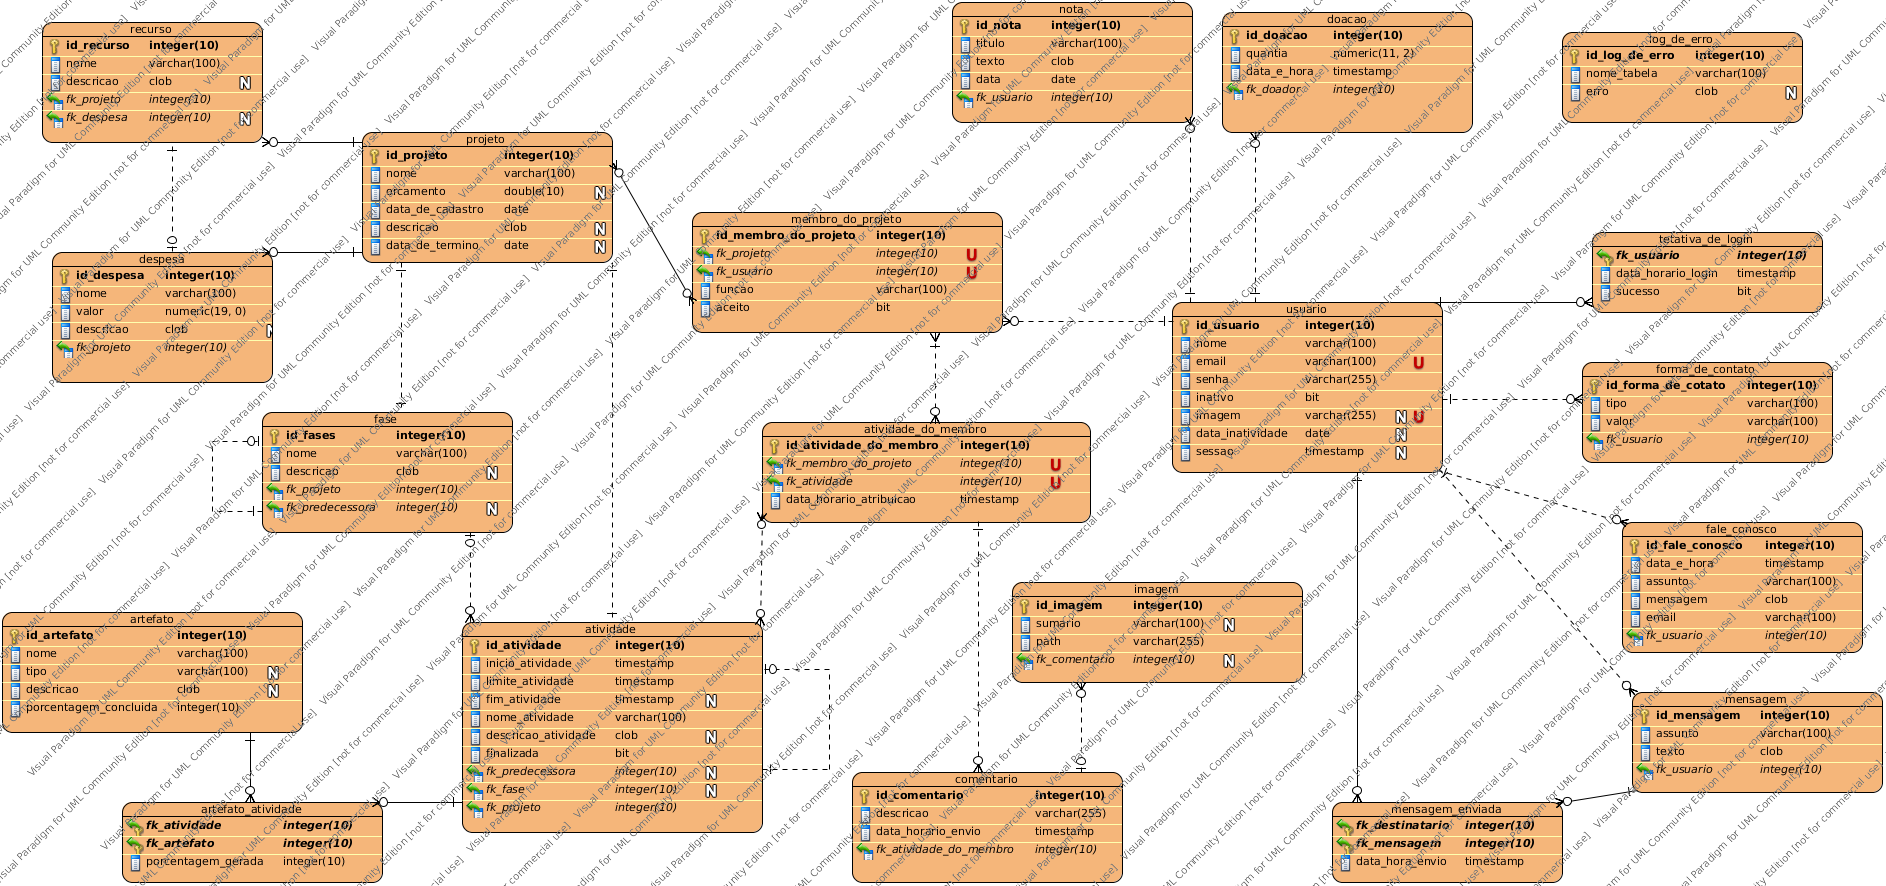 recurso
id_recurso integer(10)
nome varchar(100)
descricao clob N
fk_projeto integer(10)
fk_despesa integer(10) N
projeto
id_projeto integer(10)
nome varchar(100)
orcamento double(10) N
data_de_cadastro date
descricao clob N
data_de_termino date N
despesa
id_despesa integer(10)
nome varchar(100)
valor numeric(19, 0)
descricao clob N
fk_projeto integer(10)
nota
id_nota integer(10)
titulo varchar(100)
texto clob
data date
fk_usuario integer(10)
doacao
id_doacao integer(10)
quantia numeric(11, 2)
data_e_hora timestamp
fk_doador integer(10)
log_de_erro
id_log_de_erro integer(10)
nome_tabela varchar(100)
erro clob N
membro_do_projeto
id_membro_do_projeto integer(10)
fk_projeto integer(10) U
fk_usuario integer(10) U
funcao varchar(100)
aceito bit
tetativa_de_login
fk_usuario integer(10)
data_horario_login timestamp
sucesso bit
usuario
id_usuario integer(10)
nome varchar(100)
email varchar(100) U
senha varchar(255)
inativo bit
imagem varchar(255) N U
data_inatividade date N
sessao timestamp N
forma_de_contato
id_forma_de_cotato integer(10)
tipo varchar(100)
valor varchar(100)
fk_usuario integer(10)
fase
id_fases integer(10)
nome varchar(100)
descricao clob N
fk_projeto integer(10)
fk_predecessora integer(10) N
atividade_do_membro
id_atividade_do_membro integer(10)
fk_membro_do_projeto integer(10) U
fk_atividade integer(10) U
data_horario_atribuicao timestamp
fale_conosco
id_fale_conosco integer(10)
data_e_hora timestamp
assunto varchar(100)
mensagem clob
email varchar(100)
fk_usuario integer(10)
imagem
id_imagem integer(10)
sumario varchar(100) N
path varchar(255)
fk_comentario integer(10) N
artefato
id_artefato integer(10)
nome varchar(100)
tipo varchar(100) N
descricao clob N
porcentagem_concluida integer(10)
atividade
id_atividade integer(10)
inicio_atividade timestamp
limite_atividade timestamp
fim_atividade timestamp N
nome_atividade varchar(100)
descricao_atividade clob N
finalizada bit
fk_predecessora integer(10) N
fk_fase integer(10) N
fk_projeto integer(10)
mensagem
id_mensagem integer(10)
assunto varchar(100)
texto clob
fk_usuario integer(10)
comentario
id_comentario integer(10)
descricao varchar(255)
data_horario_envio timestamp
fk_atividade_do_membro integer(10)
artefato_atividade
fk_atividade integer(10)
fk_artefato integer(10)
porcentagem_gerada integer(10)
mensagem_enviada
fk_destinatario integer(10)
fk_mensagem integer(10)
data_hora_envio timestamp
Visual Paradigm for UML Community Edition [not for commercial use]